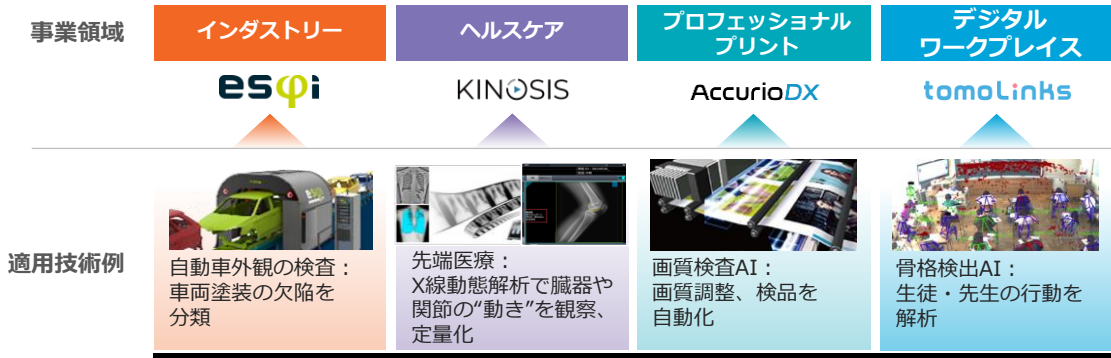 事業領域
インダストリー
ヘルスケア
プロフェッショナル
プリント
デジタル
ワークプレイス
esφi
KINOSIS
AccurioDX
tomoLinks
適用技術例
自動車外観の検査：
車両塗装の欠陥を
分類
先端医療：
X線動態解析で臓器や
関節の“動き”を観察、
定量化
画質検査AI：
画質調整、検品を
自動化
骨格検出AI：
生徒・先生の行動を
解析